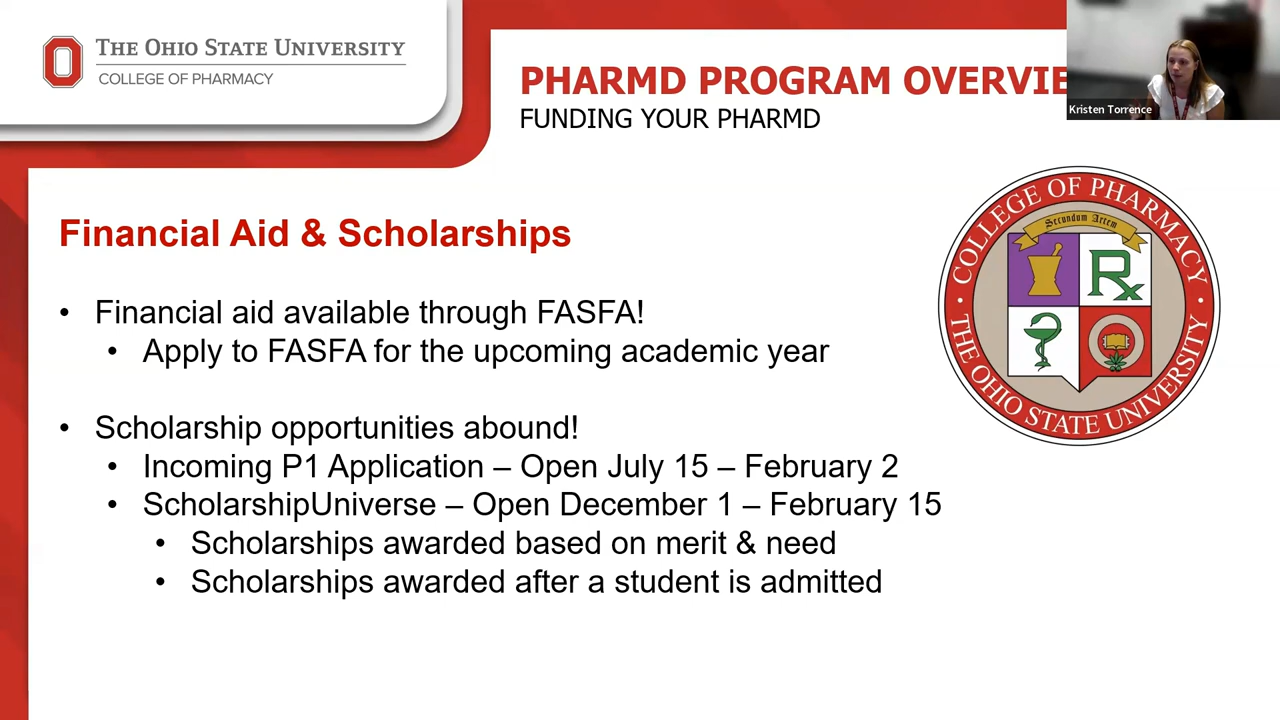 THE OHIO STATE UNIVERSITY
COLLEGE OF PHARMACY
PHARMD PROGRAM OVERVIE
FUNDING YOUR PHARMD
Kristen Torrence
Financial Aid & Scholarships
• Financial aid available through FASFA!
• Apply to FASFA for the upcoming academic year
• Scholarship opportunities abound!
• Incoming P1 Application – Open July 15 – February 2
• ScholarshipUniverse – Open December 1 – February 15
• Scholarships awarded based on merit & need
• Scholarships awarded after a student is admitted
COLLEGE OF PHARMACY
Secundum Artem
Rx
• THE OHIO STATE UNIVERSITY •